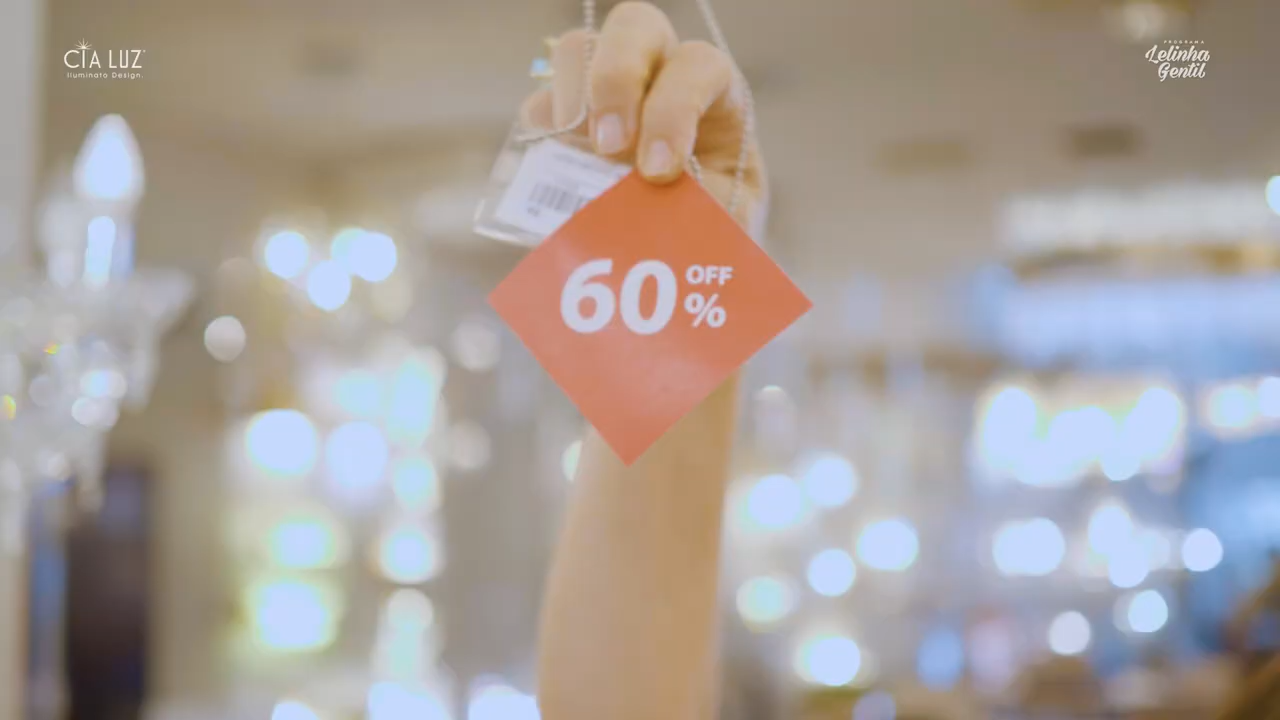 CIA LUZ
Iluminato Design.
PROGRAMA
Lelinha
Gentil
60% OFF